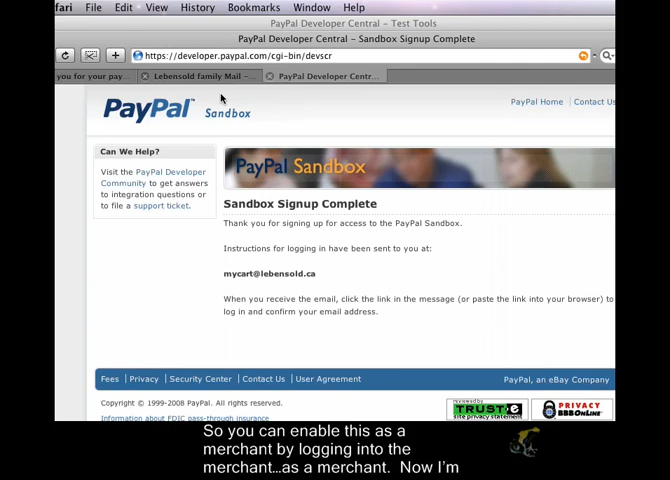 fari File Edit View History Bookmarks Window Help
PayPal Developer Central - Test Tools
PayPal Developer Central - Sandbox Signup Complete
https://developer.paypal.com/cgi-bin/devscr
you for your pay... Lebensold family Mail –... PayPal Developer Centr...
PayPal Sandbox
PayPal Home | Contact Us
Can We Help?
Visit the PayPal Developer
Community to get answers
to integration questions or
to file a support ticket.
PayPal Sandbox
Sandbox Signup Complete
Thank you for signing up for access to the PayPal Sandbox.
Instructions for logging in have been sent to you at:
mycart@lebensold.ca
When you receive the email, click the link in the message (or paste the link into your browser) to
log in and confirm your email address.
Fees | Privacy | Security Center | Contact Us | User Agreement
PayPal, an eBay Company
Copyright © 1999-2008 PayPal. All rights reserved.
Information about FDIC pass-through insurance
reviewed by
TRUSTe
site privacy statement
PRIVACY
BBBOnLine
So you can enable this as a
merchant by logging into the
merchant...as a merchant. Now I'm